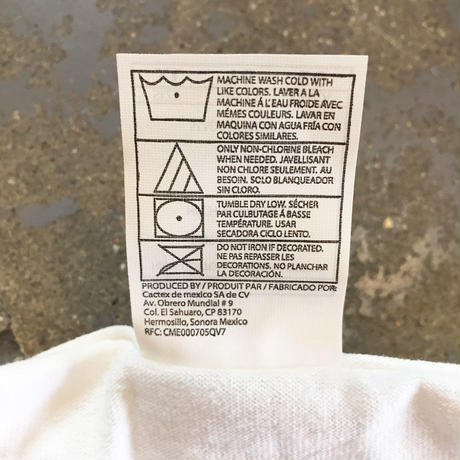 MACHINE WASH COLD WITH
LIKE COLORS. LAVER A LA
MACHINE Á L'EAU FROIDE AVEC
MÉMES COULEURS. LAVAR EN
MAQUINA CON AGUA FRÍA CON
COLORES SIMILARES.
ONLY NON-CHLORINE BLEACH
WHEN NEEDED. JAVELLISANT
NON CHLORE SEULEMENT. AU
BESOIN. SOLO BLANQUEADOR
SIN CLORO.
TUMBLE DRY LOW. SÉCHER
PAR CULBUTAGE Á BASSE
TEMPÉRATURE. USAR
SECADORA CICLO LENTO.
DO NOT IRON IF DECORATED.
NE PAS REPASSER LES
DECORATIONS. NO PLANCHAR
LA DECORACIÓN.
PRODUCED BY / PRODUIT PAR / FABRICADO POR:
Cactex de mexico SA de CV
Av. Obrero Mundial # 9
Col. El Sahuaro, CP 83170
Hermosillo, Sonora Mexico
RFC: CME000705QV7